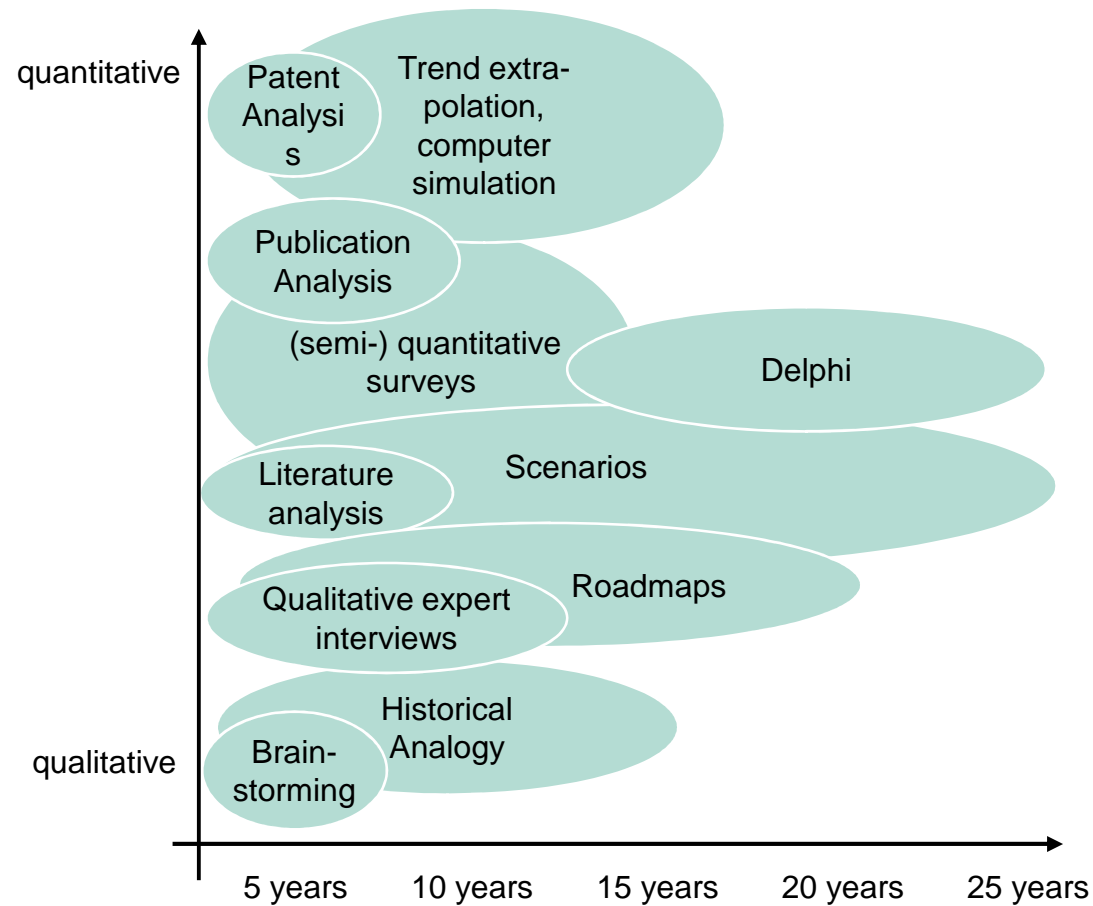 quantitative
Patent
Analysi
s
Trend extra-
polation,
computer
simulation
Publication
Analysis
(semi-) quantitative
surveys
Delphi
Scenarios
Literature
analysis
Roadmaps
Qualitative expert
interviews
Historical
Analogy
qualitative
Brain-
storming
5 years 10 years 15 years 20 years 25 years